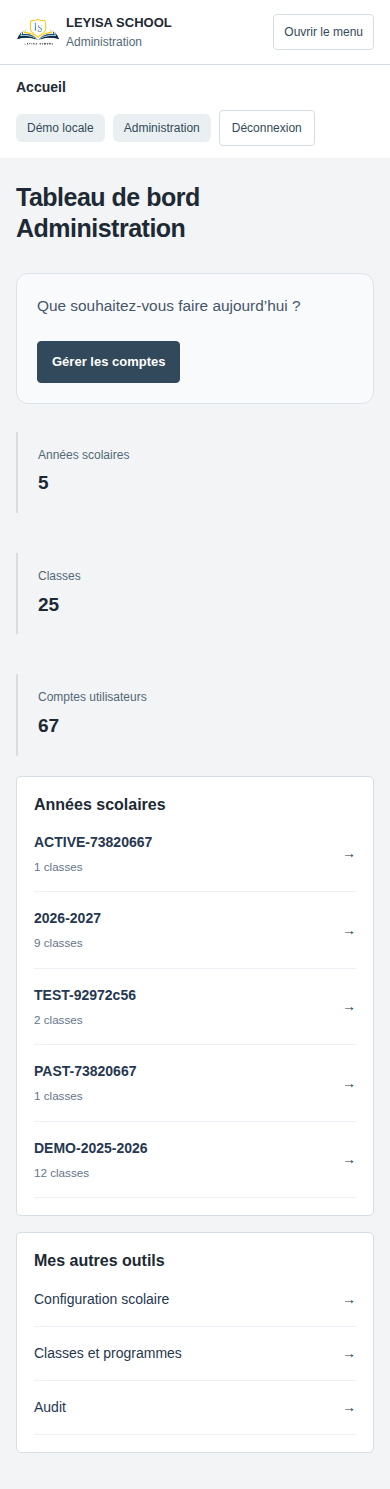 LEYISA SCHOOL
Administration
Ouvrir le menu
Accueil
Démo locale
Administration
Déconnexion
Tableau de bord
Administration
Que souhaitez-vous faire aujourd’hui ?
Gérer les comptes
Années scolaires
5
Classes
25
Comptes utilisateurs
67
Années scolaires
ACTIVE-73820667
1 classes
→
2026-2027
9 classes
→
TEST-92972c56
2 classes
→
PAST-73820667
1 classes
→
DEMO-2025-2026
12 classes
→
Mes autres outils
Configuration scolaire →
Classes et programmes →
Audit →